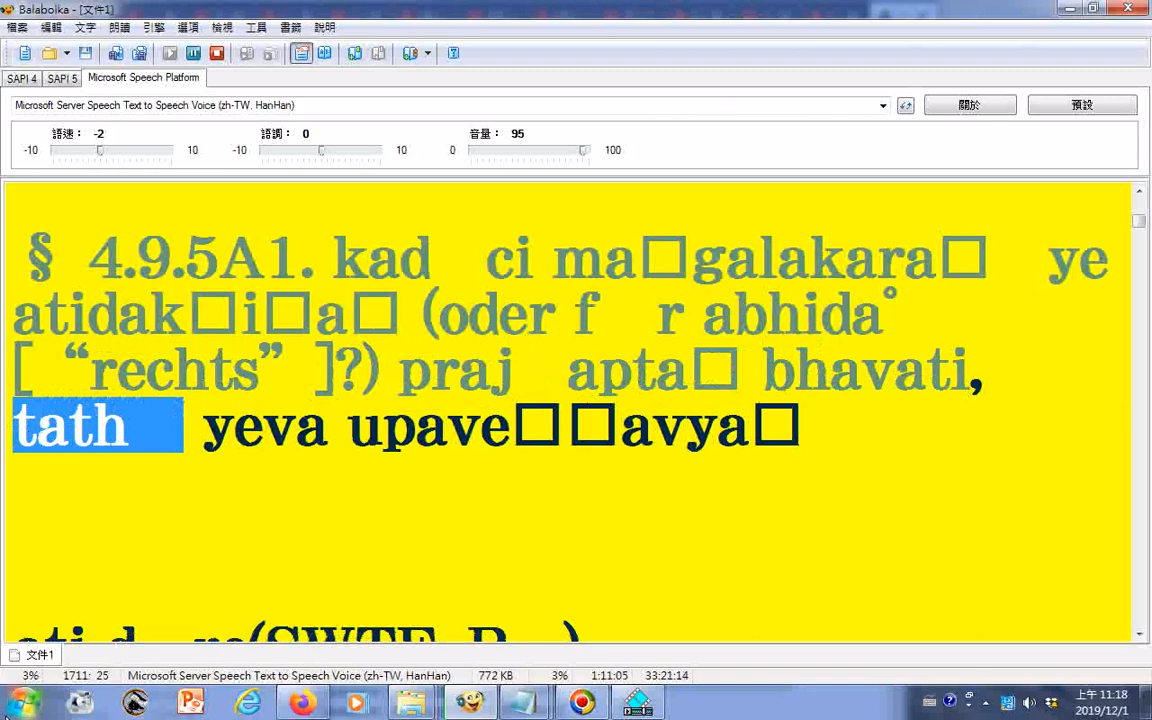 Balabolka - [文件1]
檔案 編輯 文字 朗讀 引擎 選項 檢視 工具 書籤 說明
SAPI 4 SAPI 5 Microsoft Speech Platform
Microsoft Server Speech Text to Speech Voice (zh-TW, HanHan) 關於 預設
語速： -2 語調： 0 音量： 95
-10 10 -10 10 0 100
§ 4.9.5A1. kad ci ma□galakara□ ye
atidak□i□a□ (oder f r abhida°
[ “rechts” ]?) praj apta□ bhavati,
tath yeva upave□□avya□
文件1
3% 1711: 25 Microsoft Server Speech Text to Speech Voice (zh-TW, HanHan) 772 KB 3% 1:11:05 33:21:14
上午 11:18
2019/12/1